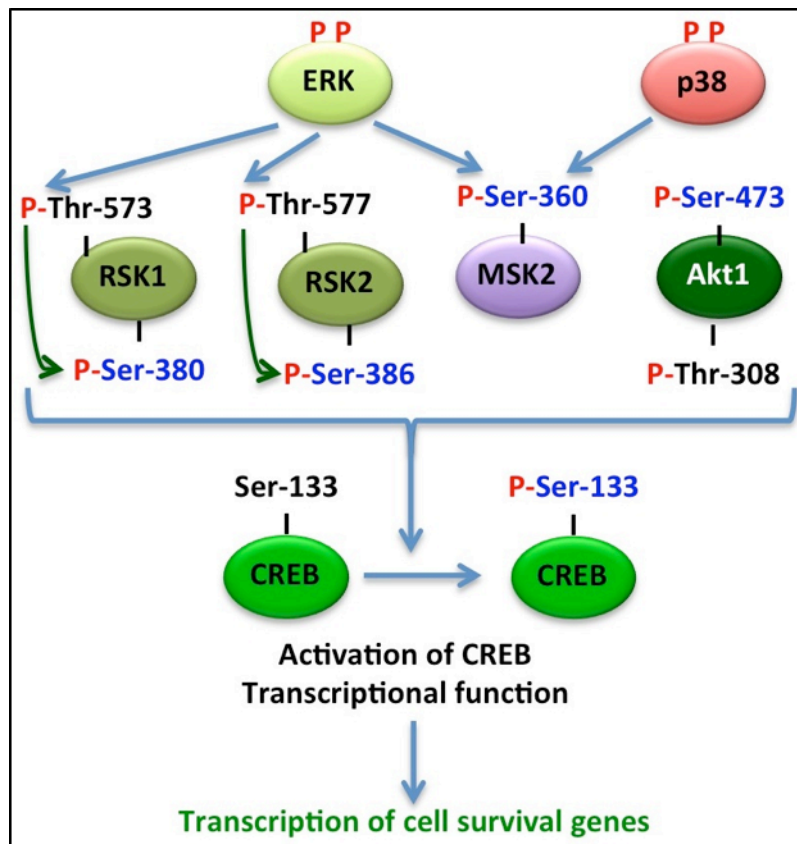 P P
P P
ERK
p38
P-Thr-573
P-Thr-577
P-Ser-360
P-Ser-473
RSK1
RSK2
MSK2
Akt1
P-Ser-380
P-Ser-386
P-Thr-308
Ser-133
P-Ser-133
CREB
CREB
Activation of CREB
Transcriptional function
Transcription of cell survival genes